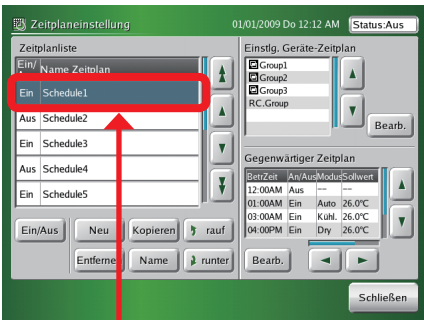 Zeitplaneinstellung
01/01/2009 Do 12:12 AM
Status:Aus
Zeitplanliste
Ein/
Name Zeitplan
Ein Schedule1
Aus Schedule2
Ein Schedule3
Aus Schedule4
Ein Schedule5
Ein/Aus
Neu
Kopieren
rauf
Entferne
Name
runter
Einstlg. Geräte-Zeitplan
Group1
Group2
Group3
R.C.Group
Bearb.
Gegenwärtiger Zeitplan
BetrZeit An/Aus Modus Sollwert
12:00AM Aus -- --
01:00AM Ein Auto 26.0°C
03:00AM Ein Kühl. 26.0°C
04:00PM Ein Dry 26.0°C
Bearb.
Schließen